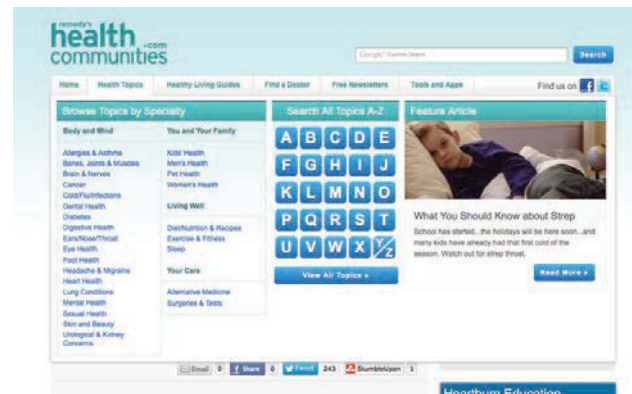 remedy's
health
.com
communities
Google™ Custom Search
Search
Home
Health Topics
Healthy Living Guides
Find a Doctor
Free Newsletters
Tools and Apps
Find us on
Browse Topics by Specialty
Body and Mind
Allergies & Asthma
Bones, Joints & Muscles
Brain & Nerves
Cancer
Cold/Flu/Infections
Dental Health
Diabetes
Digestive Health
Ears/Nose/Throat
Eye Health
Foot Health
Headache & Migraine
Heart Health
Lung Conditions
Mental Health
Sexual Health
Skin and Beauty
Urological & Kidney
Concerns
You and Your Family
Kids' Health
Men's Health
Pet Health
Women's Health
Living Well
Diet/Nutrition & Recipes
Exercise & Fitness
Sleep
Your Care
Alternative Medicine
Surgeries & Tests
Search All Topics A-Z
A B C D E
F G H I J
K L M N O
P Q R S T
U V W X Y/Z
View All Topics »
Feature Article
What You Should Know about Strep
School has started...the holidays will be here soon...and
many kids have already had that first cold of the
season. Watch out for strep throat.
Read More »
Email 0 Share 0 Tweet 243 StumbleUpon 1
Heartburn Education